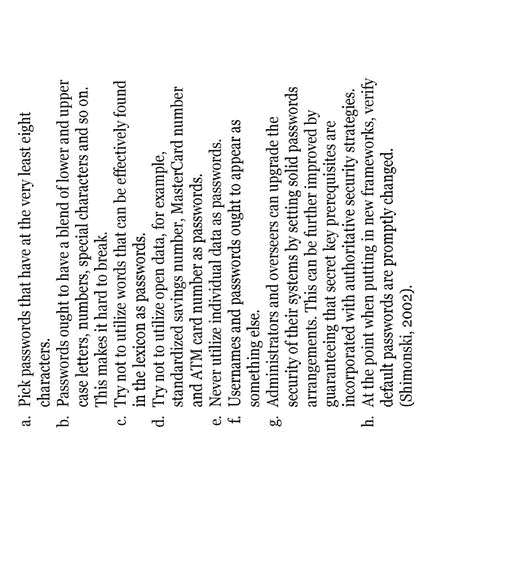 a. Pick passwords that have at the very least eight
characters.
b. Passwords ought to have a blend of lower and upper
case letters, numbers, special characters and so on.
This makes it hard to break.
c. Try not to utilize words that can be effectively found
in the lexicon as passwords.
d. Try not to utilize open data, for example,
standardized savings number, MasterCard number
and ATM card number as passwords.
e. Never utilize individual data as passwords.
f. Usernames and passwords ought to appear as
something else.
g. Administrators and overseers can upgrade the
security of their systems by setting solid passwords
arrangements. This can be further improved by
guaranteeing that secret key prerequisites are
incorporated with authoritative security strategies.
h. At the point when putting in new frameworks, verify
default passwords are promptly changed.
(Shimonski, 2002).